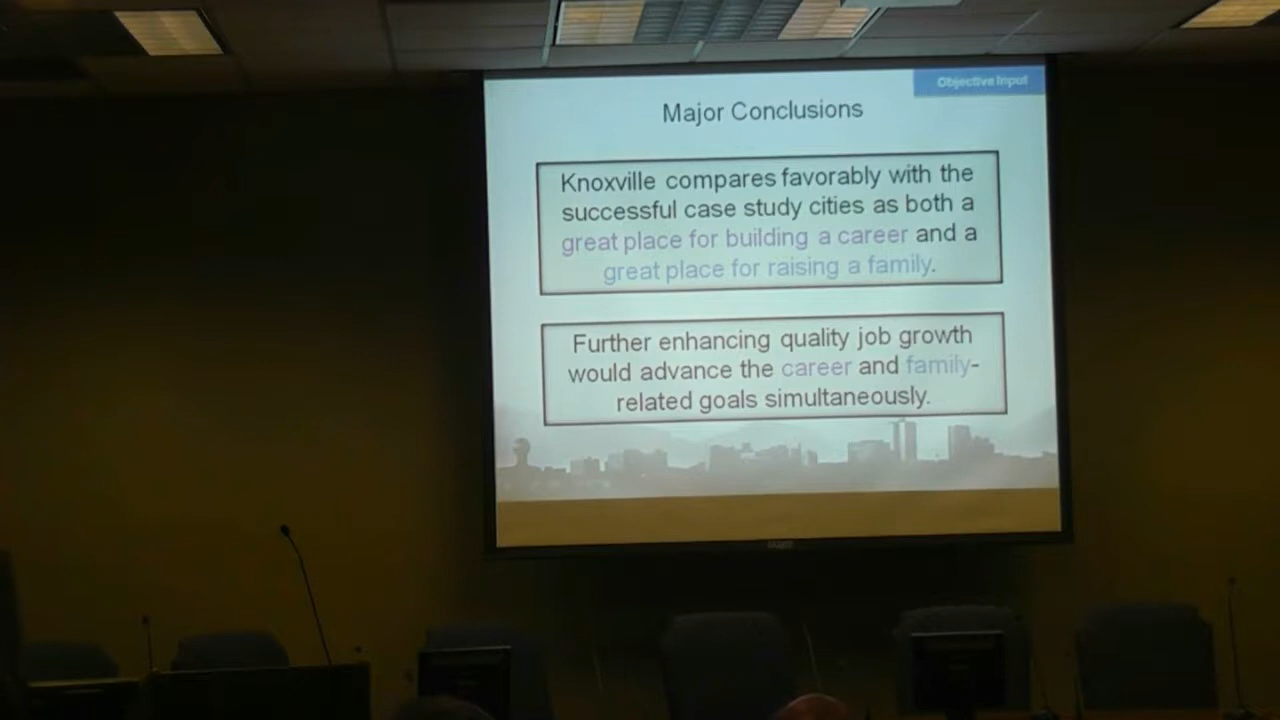 Objective Input
Major Conclusions
Knoxville compares favorably with the
successful case study cities as both a
great place for building a career and a
great place for raising a family.
Further enhancing quality job growth
would advance the career and family-
related goals simultaneously.